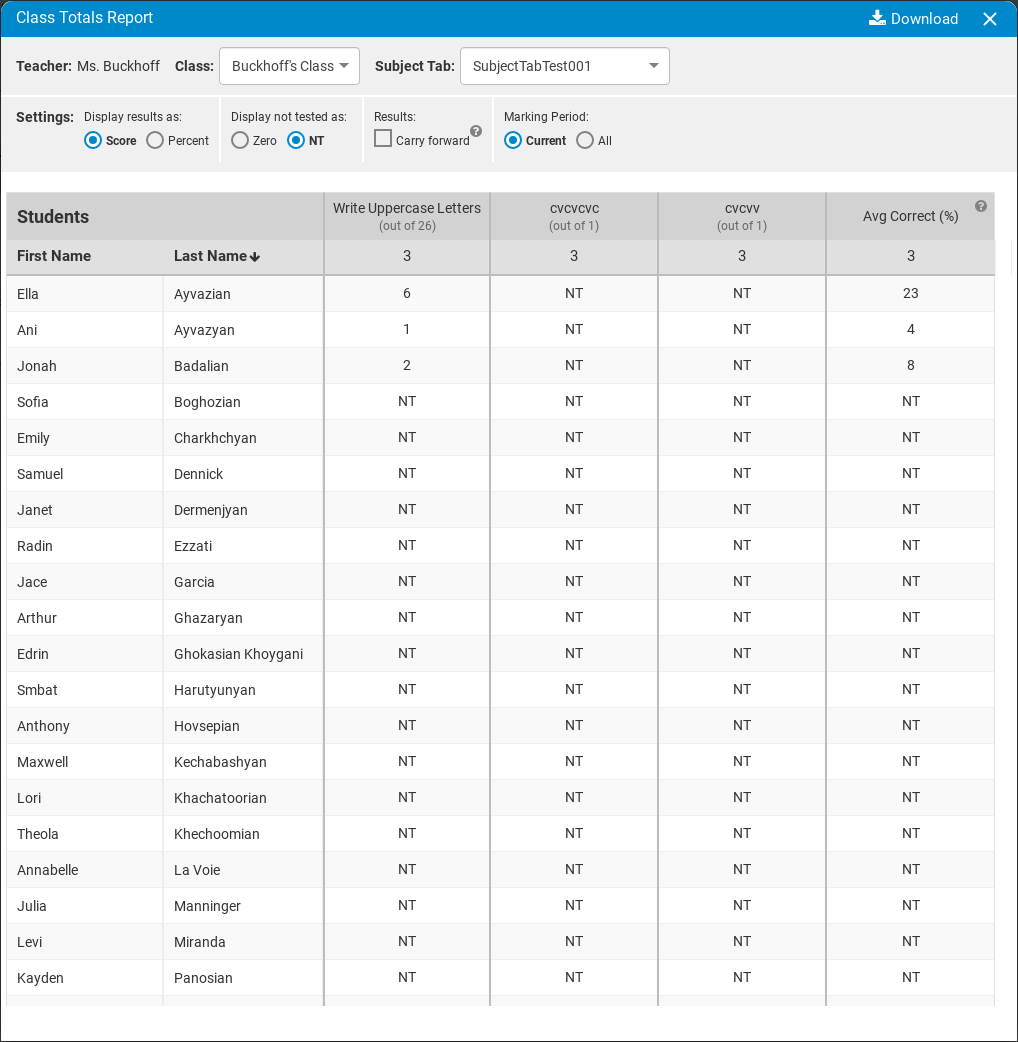 Class Totals Report Download
Teacher: Ms. Buckhoff Class: Buckhoff's Class Subject Tab: SubjectTabTest001
Settings: Display results as: Display not tested as: Results: Marking Period:
Score Percent Zero NT Carry forward ? Current All
Students Write Uppercase Letters cvcvcvc cvcvv Avg Correct (%) ?
(out of 26) (out of 1) (out of 1)
First Name Last Name 3 3 3 3
Ella Ayvazian 6 NT NT 23
Ani Ayvazyan 1 NT NT 4
Jonah Badalian 2 NT NT 8
Sofia Boghozian NT NT NT NT
Emily Charkhchyan NT NT NT NT
Samuel Dennick NT NT NT NT
Janet Dermenjyan NT NT NT NT
Radin Ezzati NT NT NT NT
Jace Garcia NT NT NT NT
Arthur Ghazaryan NT NT NT NT
Edrin Ghokasian Khoygani NT NT NT NT
Smbat Harutyunyan NT NT NT NT
Anthony Hovsepian NT NT NT NT
Maxwell Kechabashyan NT NT NT NT
Lori Khachatoorian NT NT NT NT
Theola Khechoomian NT NT NT NT
Annabelle La Voie NT NT NT NT
Julia Manninger NT NT NT NT
Levi Miranda NT NT NT NT
Kayden Panosian NT NT NT NT